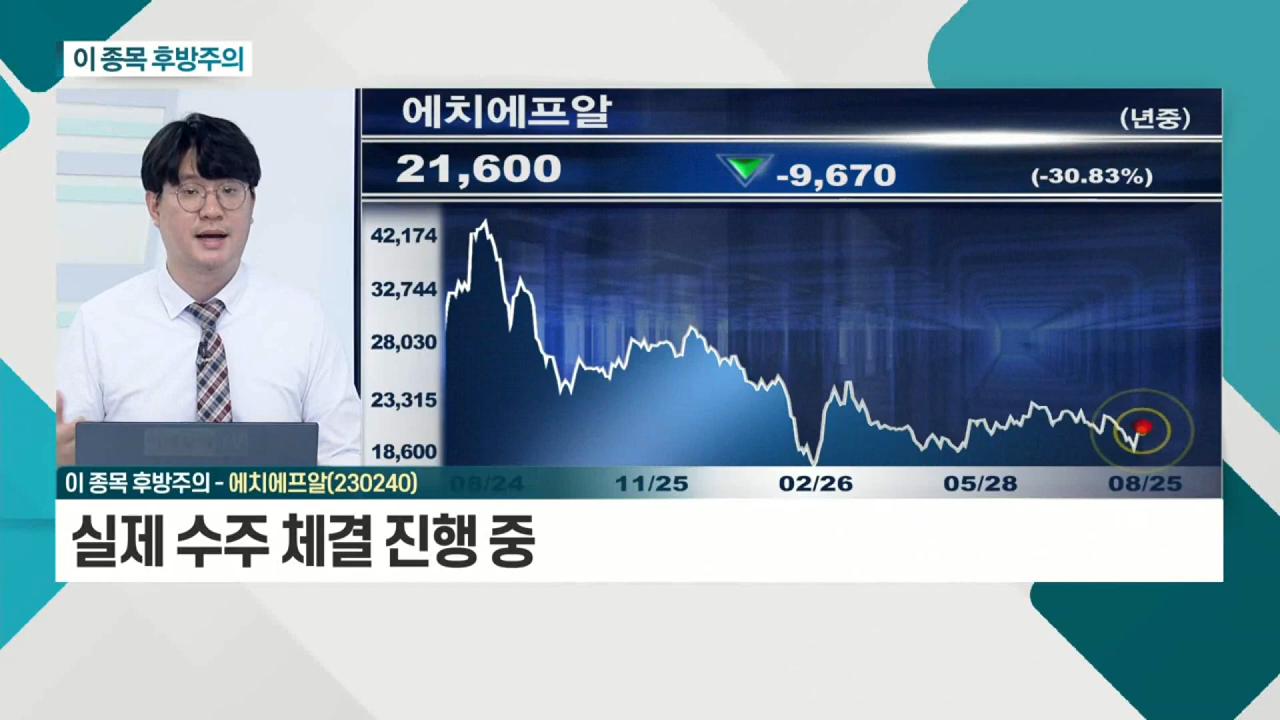 이 종목 후방주의
에치에프알
(년중)
21,600
-9,670
(-30.83%)
42,174
32,744
28,030
23,315
18,600
08/24
11/25
02/26
05/28
08/25
이 종목 후방주의 - 에치에프알(230240)
실제 수주 체결 진행 중